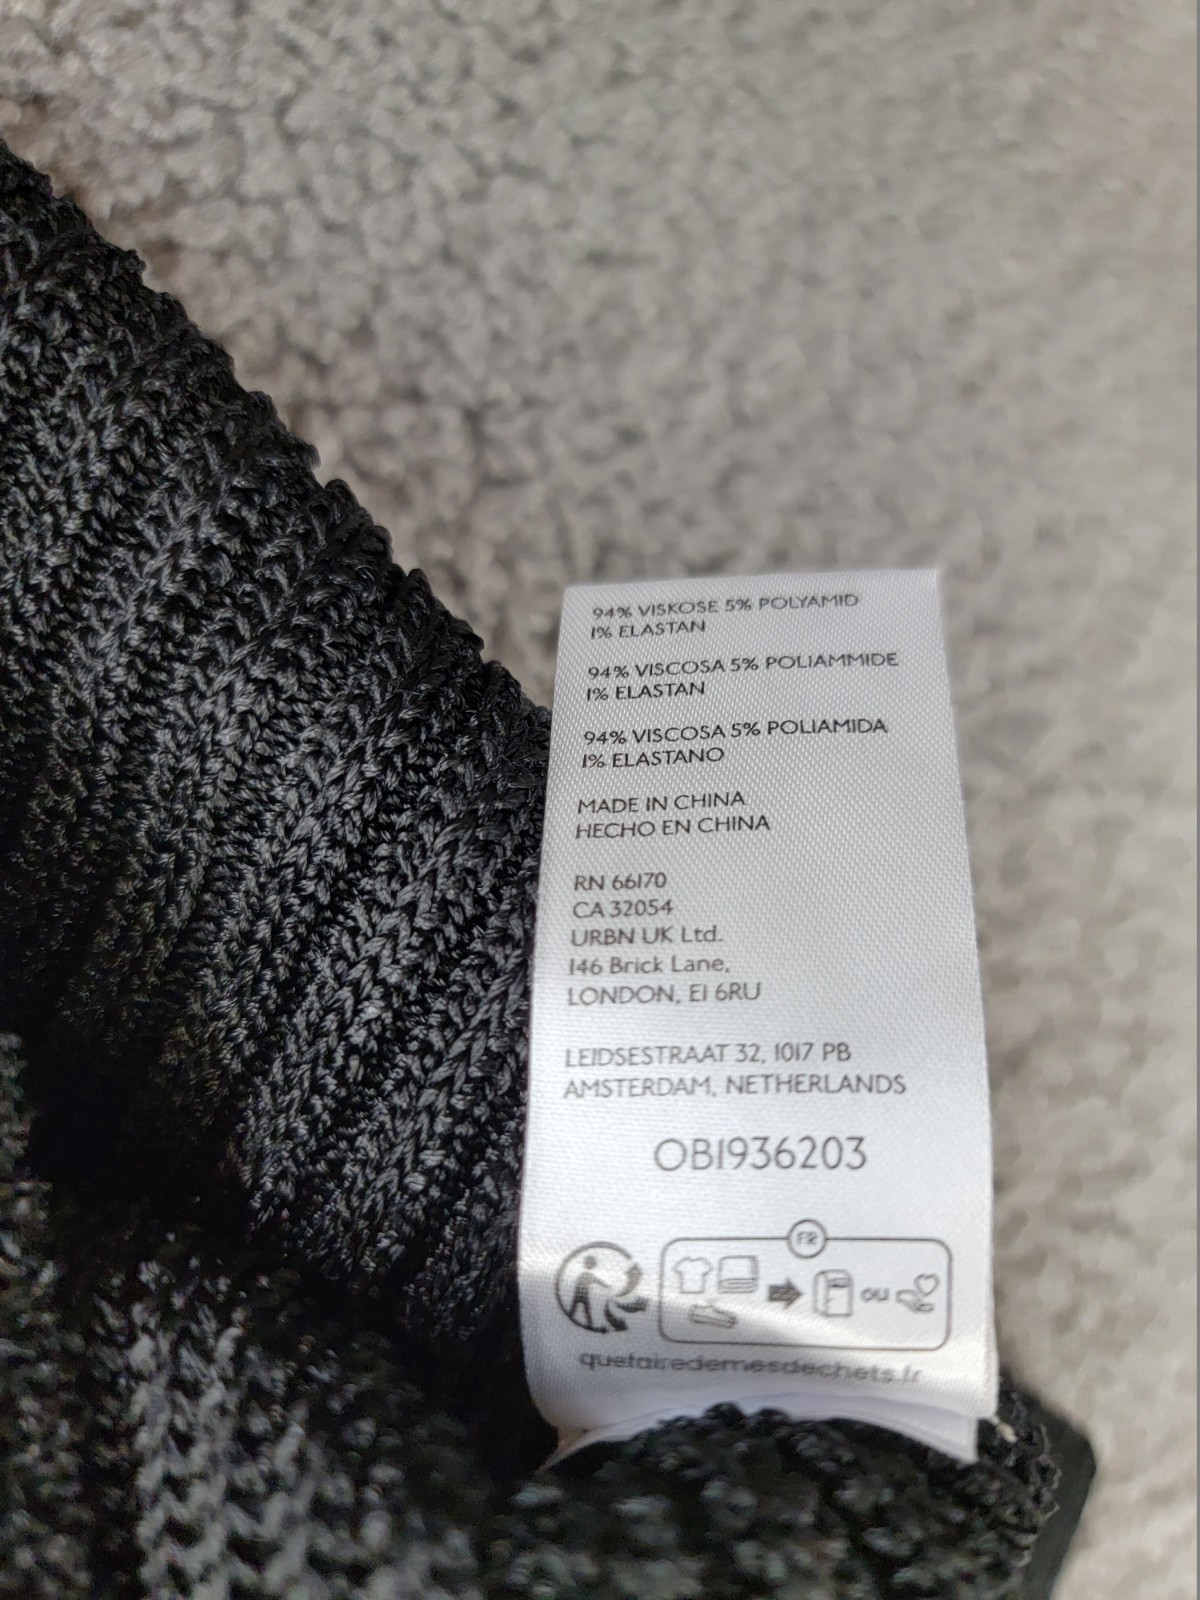 94% VISKOSE 5% POLYAMID
1% ELASTAN
94% VISCOSA 5% POLIAMMIDE
1% ELASTAN
94% VISCOSA 5% POLIAMIDA
1% ELASTANO
MADE IN CHINA
HECHO EN CHINA
RN 66170
CA 32054
URBN UK Ltd.
146 Brick Lane,
LONDON, E1 6RU
LEIDSESTRAAT 32, 1017 PB
AMSTERDAM, NETHERLANDS
OB1936203
FR
ou
quefairedemesdechets.fr